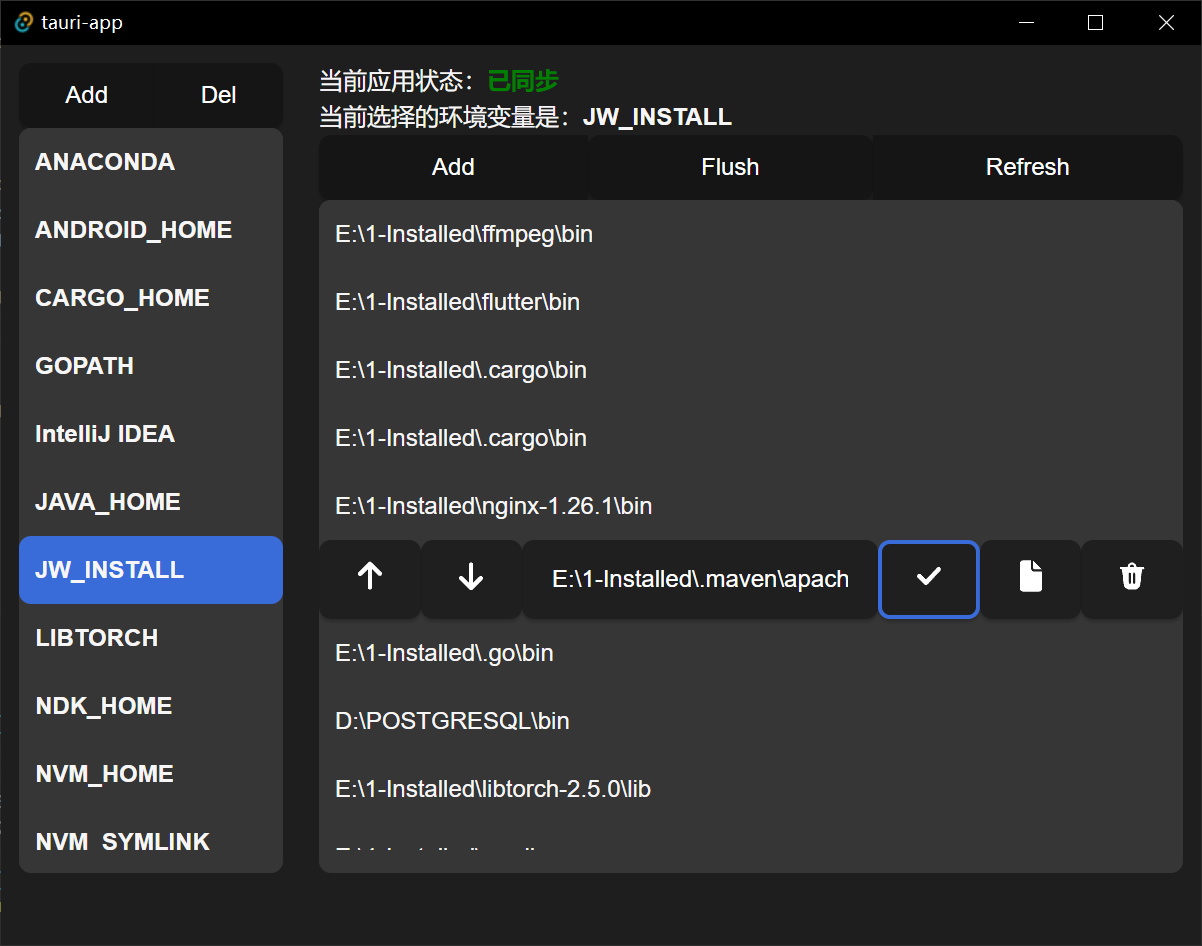 tauri-app
Add Del
ANACONDA
ANDROID_HOME
CARGO_HOME
GOPATH
IntelliJ IDEA
JAVA_HOME
JW_INSTALL
LIBTORCH
NDK_HOME
NVM_HOME
NVM_SYMLINK
当前应用状态：已同步
当前选择的环境变量是：JW_INSTALL
Add Flush Refresh
E:\1-Installed\ffmpeg\bin
E:\1-Installed\flutter\bin
E:\1-Installed\.cargo\bin
E:\1-Installed\.cargo\bin
E:\1-Installed\nginx-1.26.1\bin
E:\1-Installed\.maven\apach
E:\1-Installed\.go\bin
D:\POSTGRESQL\bin
E:\1-Installed\libtorch-2.5.0\lib